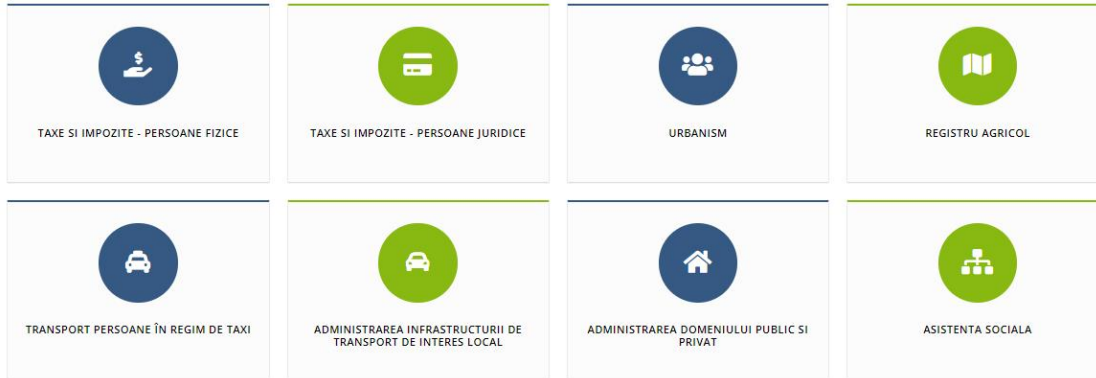 TAXE SI IMPOZITE - PERSOANE FIZICE
TAXE SI IMPOZITE - PERSOANE JURIDICE
URBANISM
REGISTRU AGRICOL
TRANSPORT PERSOANE ÎN REGIM DE TAXI
ADMINISTRAREA INFRASTRUCTURII DE
TRANSPORT DE INTERES LOCAL
ADMINISTRAREA DOMENIULUI PUBLIC SI
PRIVAT
ASISTENTA SOCIALA